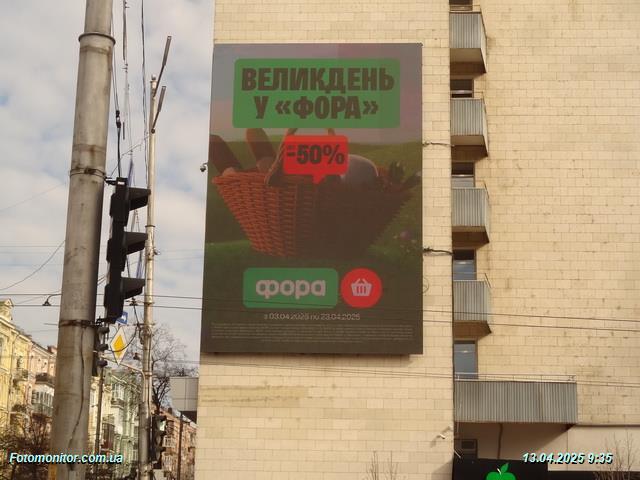 ВЕЛИКДЕНЬ
У «ФОРА»
-50%
фора
з 03.04.2025 по 23.04.2025
Fotomonitor.com.ua
13.04.2025 9:35